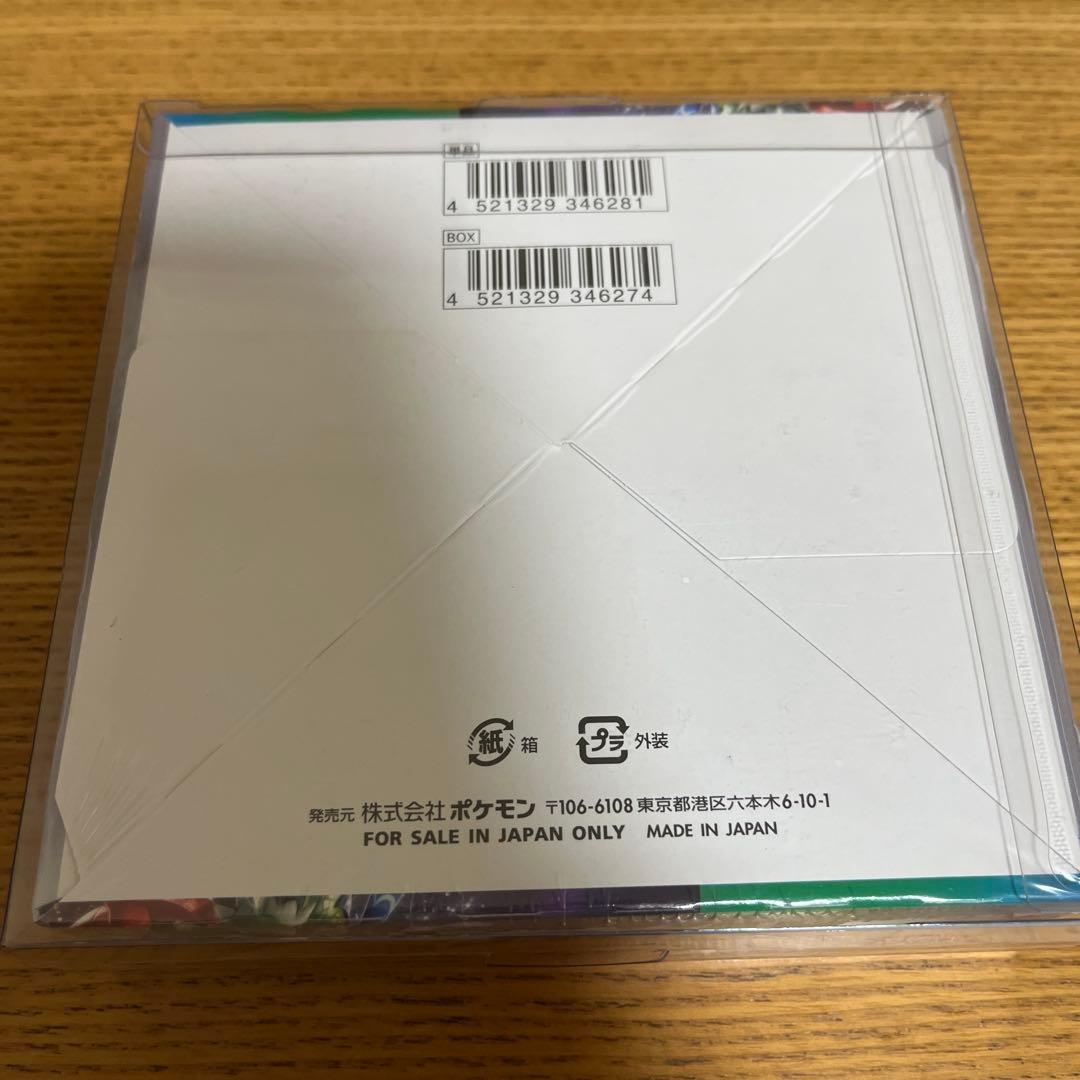 単品
4 521329 346281
BOX
4 521329 346274
紙 箱
プラ 外装
発売元 株式会社 ポケモン 〒106-6108 東京都港区六本木6-10-1
FOR SALE IN JAPAN ONLY MADE IN JAPAN